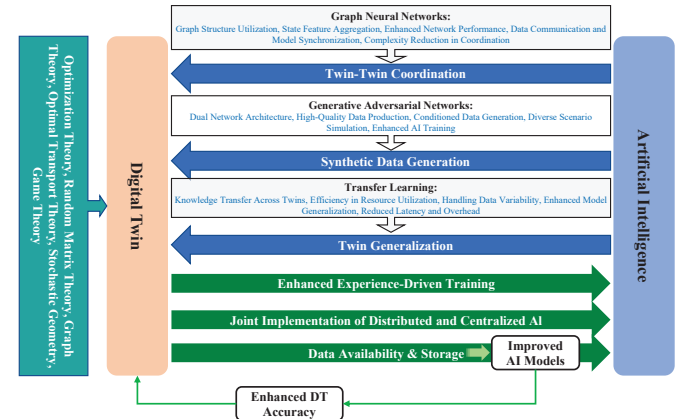 Optimization Theory, Random Matrix Theory, Graph
Theory, Optimal Transport Theory, Stochastic Geometry,
Game Theory
Digital Twin
Graph Neural Networks:
Graph Structure Utilization, State Feature Aggregation, Enhanced Network Performance, Data Communication and
Model Synchronization, Complexity Reduction in Coordination
Twin-Twin Coordination
Generative Adversarial Networks:
Dual Network Architecture, High-Quality Data Production, Conditioned Data Generation, Diverse Scenario
Simulation, Enhanced AI Training
Synthetic Data Generation
Transfer Learning:
Knowledge Transfer Across Twins, Efficiency in Resource Utilization, Handling Data Variability, Enhanced Model
Generalization, Reduced Latency and Overhead
Twin Generalization
Enhanced Experience-Driven Training
Joint Implementation of Distributed and Centralized Al
Data Availability & Storage
Improved
AI Models
Enhanced DT
Accuracy
Artificial Intelligence